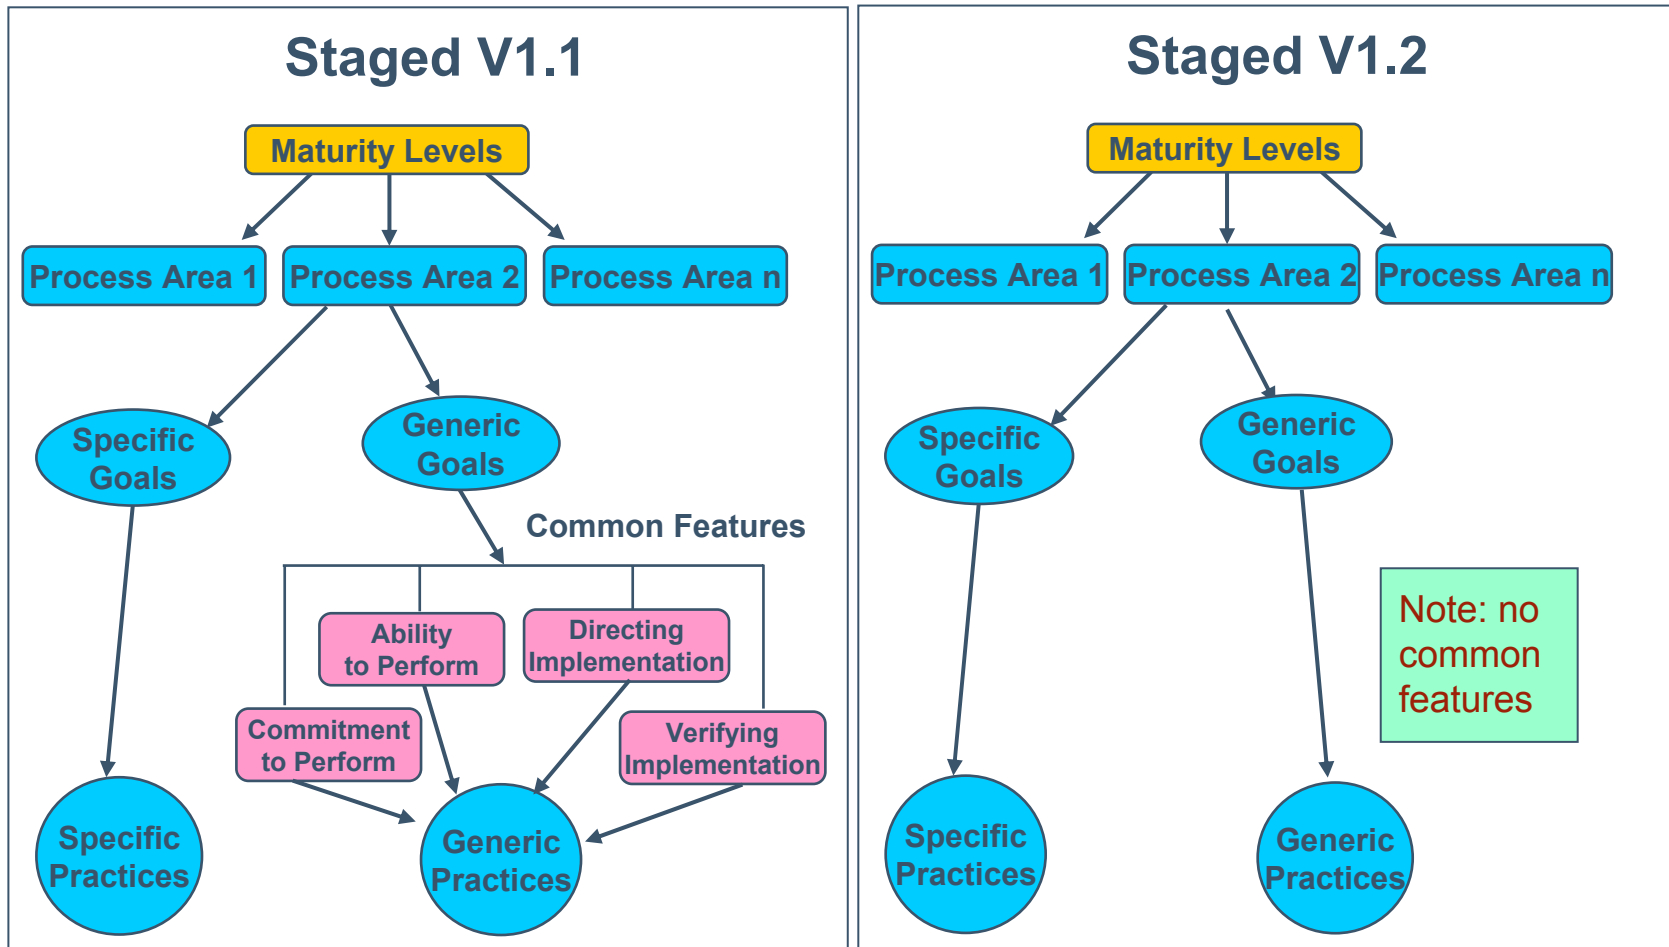 Staged V1.1
Maturity Levels
Process Area 1
Process Area 2
Process Area n
Specific
Goals
Generic
Goals
Common Features
Ability
to Perform
Directing
Implementation
Commitment
to Perform
Verifying
Implementation
Specific
Practices
Generic
Practices
Staged V1.2
Maturity Levels
Process Area 1
Process Area 2
Process Area n
Specific
Goals
Generic
Goals
Note: no
common
features
Specific
Practices
Generic
Practices